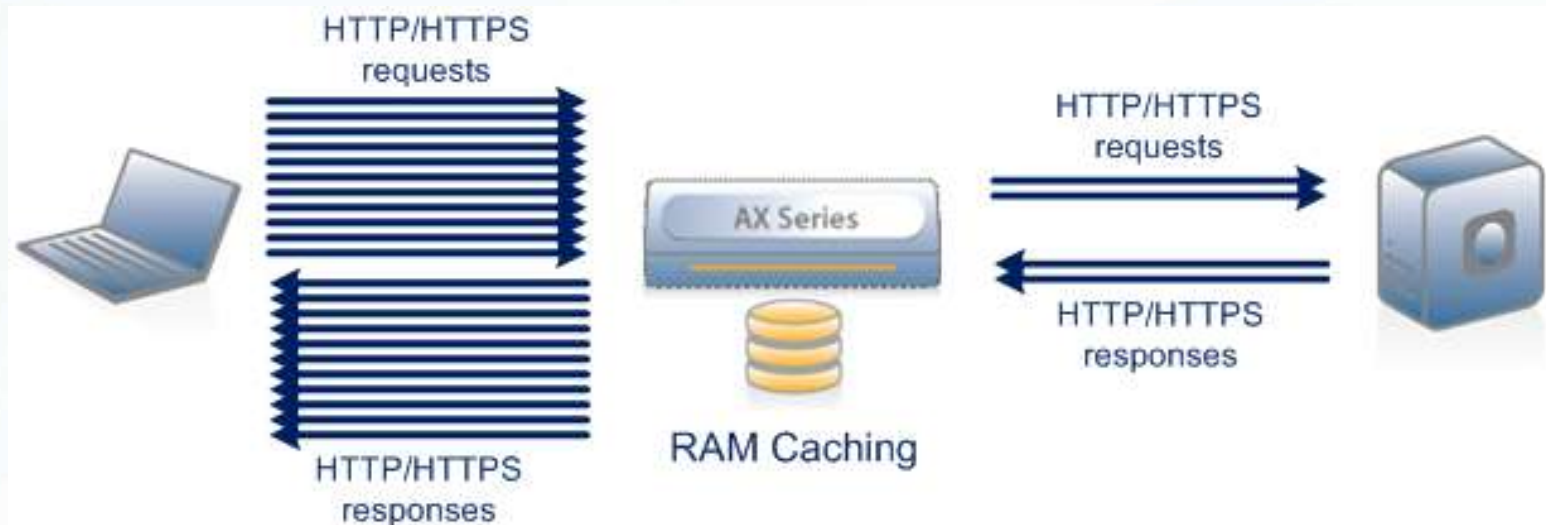 HTTP/HTTPS
requests
HTTP/HTTPS
requests
AX Series
HTTP/HTTPS
responses
RAM Caching
HTTP/HTTPS
responses